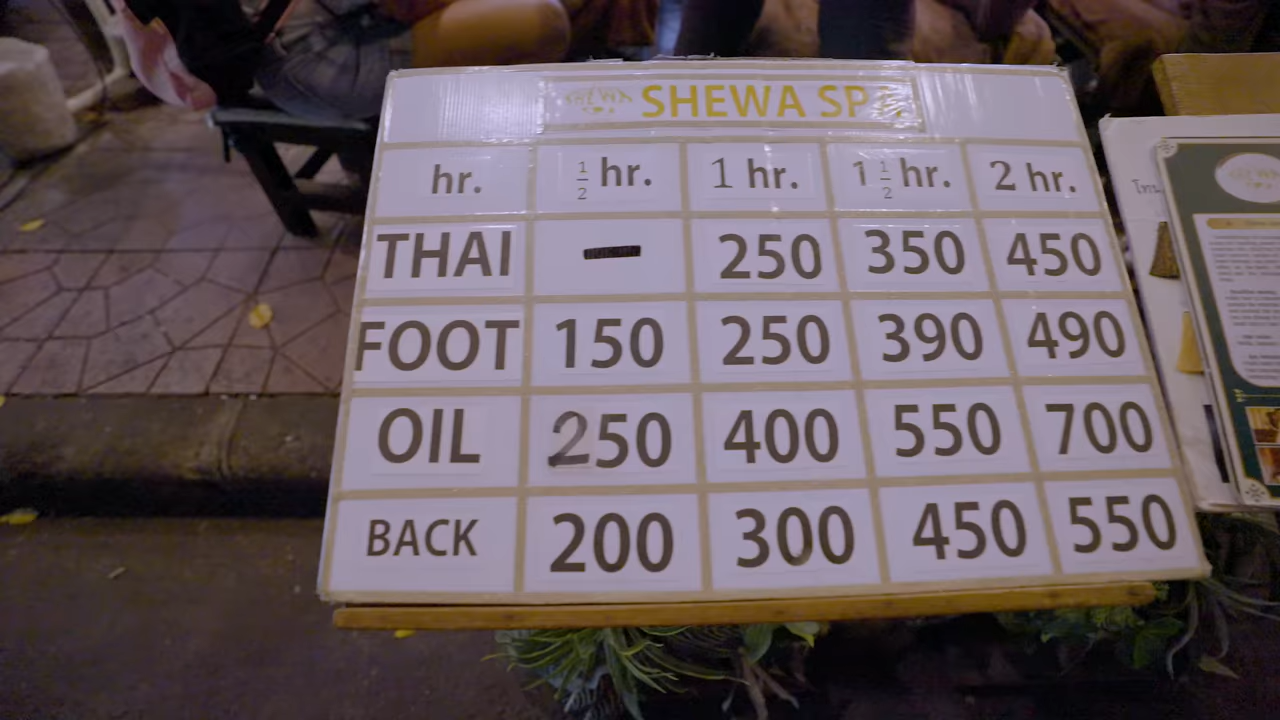 SHEWA SP
hr. ½ hr. 1 hr. 1 ½ hr. 2 hr.
THAI - 250 350 450
FOOT 150 250 390 490
OIL 250 400 550 700
BACK 200 300 450 550